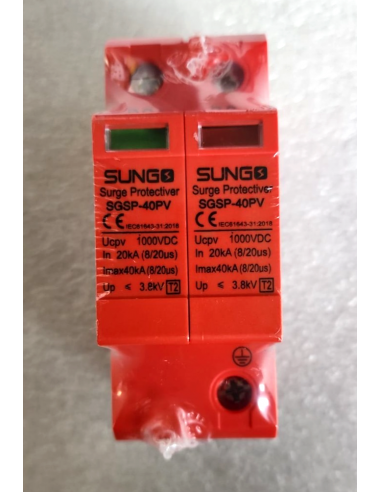 SUNGO
Surge Protectiver
SGSP-40PV
CE IEC61643-31:2018
Ucpv 1000VDC
In 20kA (8/20us)
Imax40kA (8/20us)
Up ≤ 3.8kV T2
SUNGO
Surge Protectiver
SGSP-40PV
CE IEC61643-31:2018
Ucpv 1000VDC
In 20kA (8/20us)
Imax40kA (8/20us)
Up ≤ 3.8kV T2